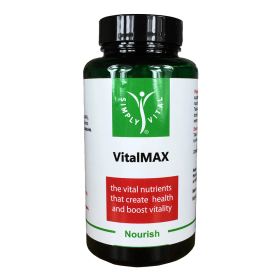 SIMPLY VITAL
®
VitalMAX
the vital nutrients
that create health
and boost vitality
Nourish